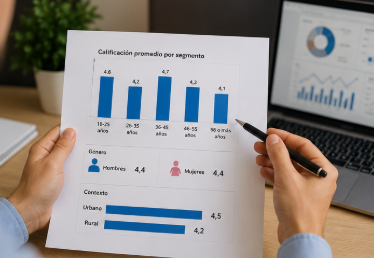 Calificación promedio por segmento
4,6 4,2 4,7 4,3 4,1
18-25 26-35 36-45 46-55 56 o más
años años años años años
Género
Hombres 4,4 Mujeres 4,4
Contexto
Urbano 4,5
Rural 4,2